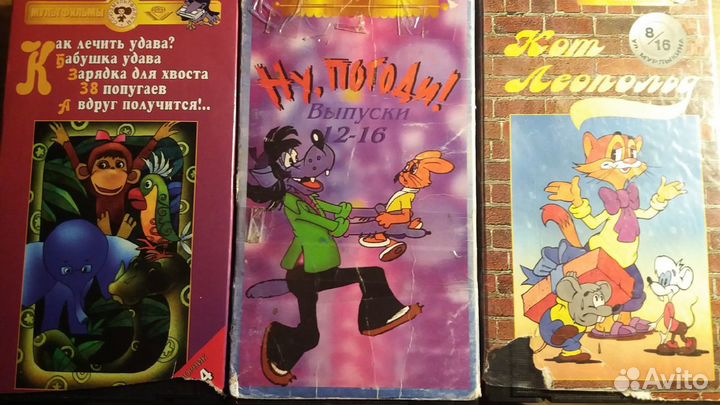 МУЛЬТФИЛЬМЫ
Как лечить удава?
Бабушка удава
Зарядка для хвоста
38 попугаев
А вдруг получится!..
4
Ну, погоди!
Выпуски
12-16
8/16
Кот
Леопольд
Avito